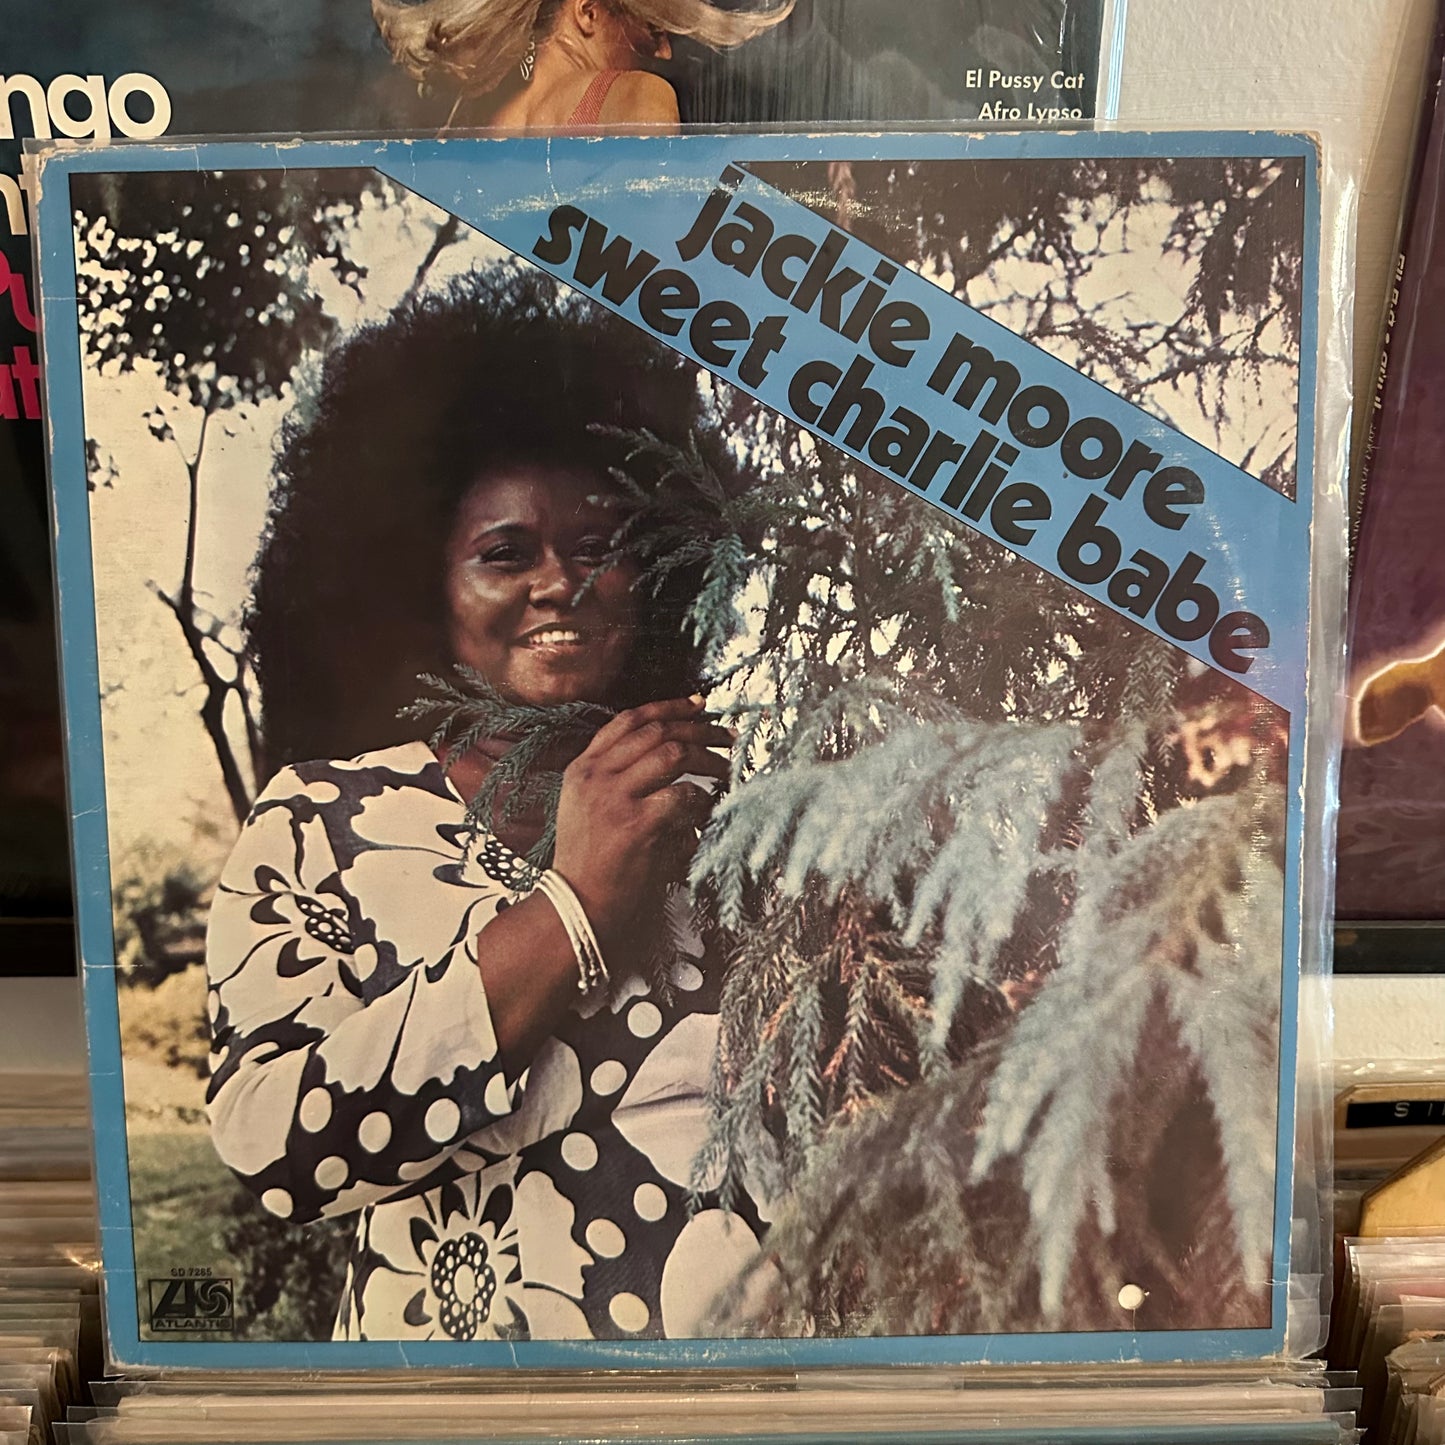 ngo
El Pussy Cat
Afro Lypso
jackie moore
sweet charlie babe
SD 7285
ATLANTIC